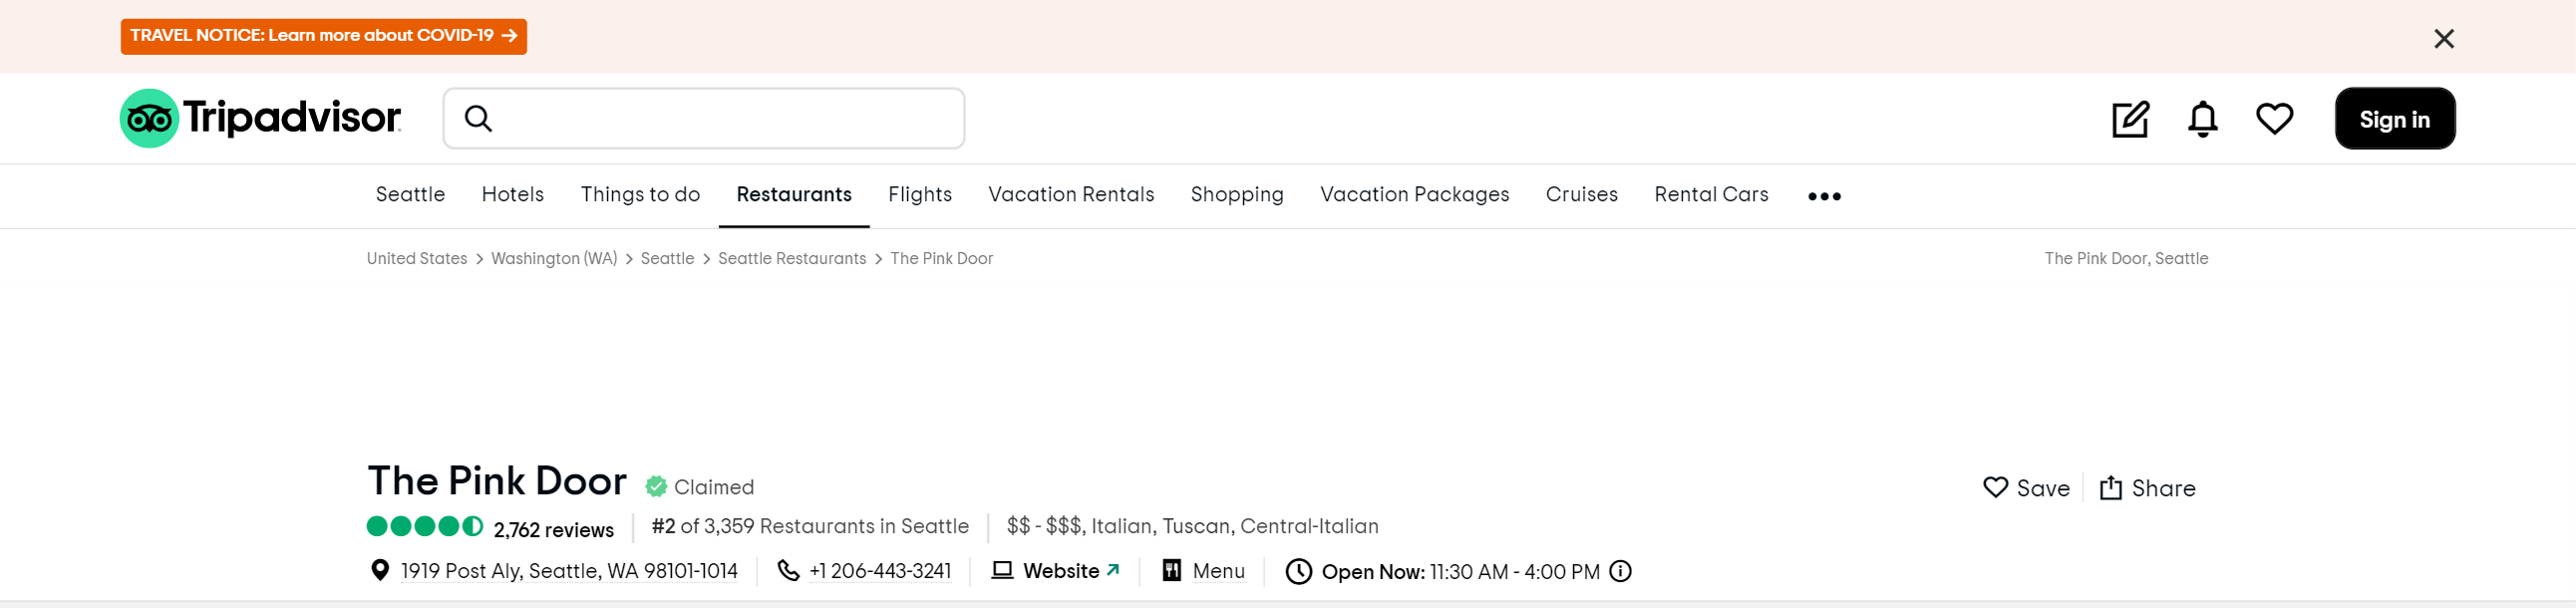 TRAVEL NOTICE: Learn more about COVID-19
Tripadvisor
Sign in
Seattle Hotels Things to do Restaurants Flights Vacation Rentals Shopping Vacation Packages Cruises Rental Cars
United States > Washington (WA) > Seattle > Seattle Restaurants > The Pink Door The Pink Door, Seattle
The Pink Door Claimed Save Share
2,762 reviews #2 of 3,359 Restaurants in Seattle $$ - $$$, Italian, Tuscan, Central-Italian
1919 Post Aly, Seattle, WA 98101-1014 +1 206-443-3241 Website Menu Open Now: 11:30 AM - 4:00 PM